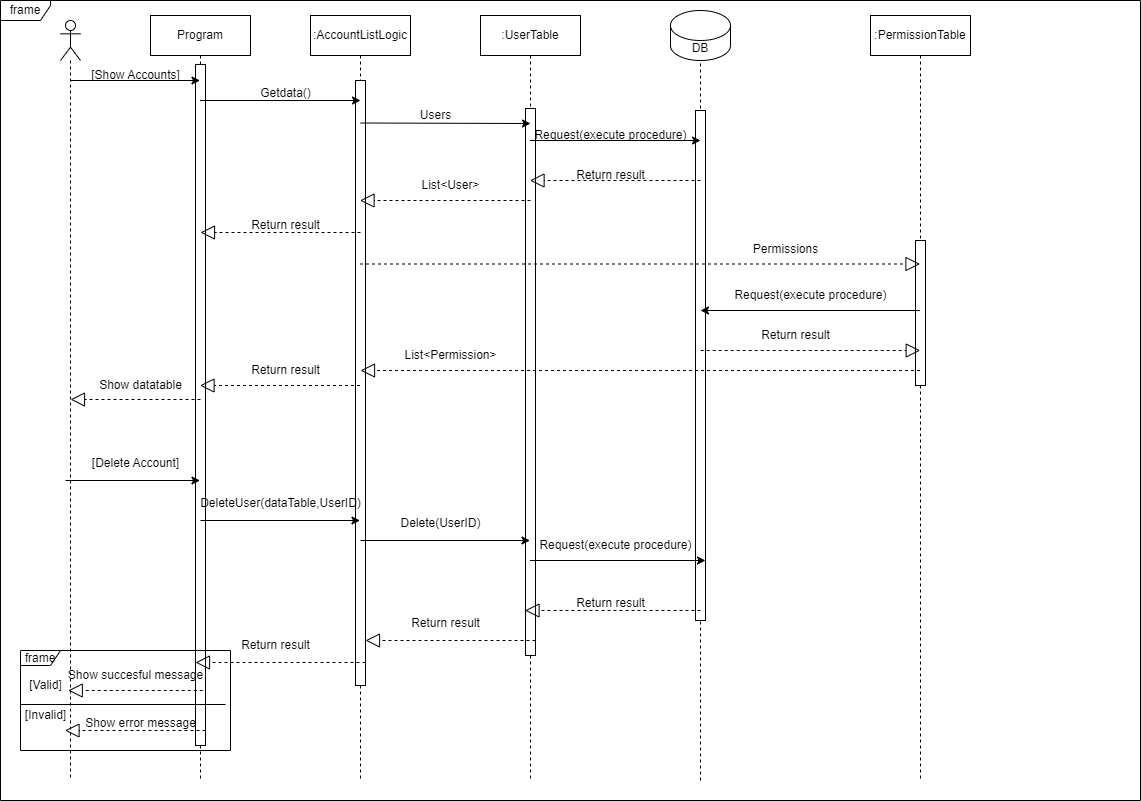 frame
Program
:AccountListLogic
:UserTable
DB
:PermissionTable
[Show Accounts]
Getdata()
Users
Request(execute procedure)
Return result
List<User>
Return result
Permissions
Request(execute procedure)
Return result
List<Permission>
Return result
Show datatable
[Delete Account]
DeleteUser(dataTable,UserID)
Delete(UserID)
Request(execute procedure)
Return result
Return result
Return result
frame
Show succesful message
[Valid]
[Invalid]
Show error message